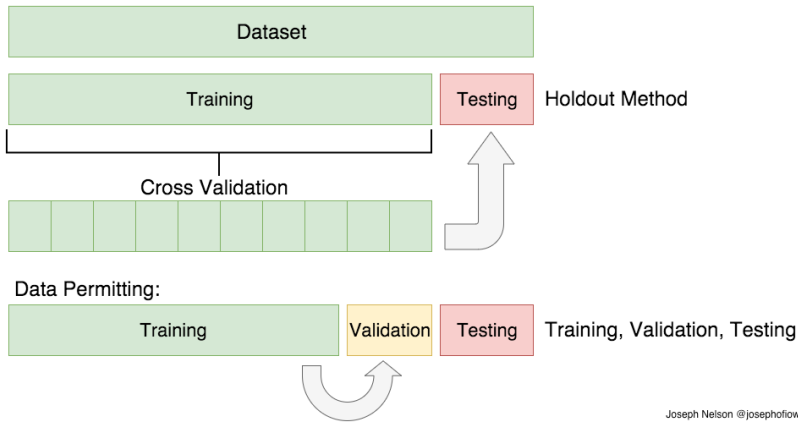 Dataset
Training
Testing
Holdout Method
Cross Validation
Data Permitting:
Training
Validation
Testing
Training, Validation, Testing
Joseph Nelson @josephofiow